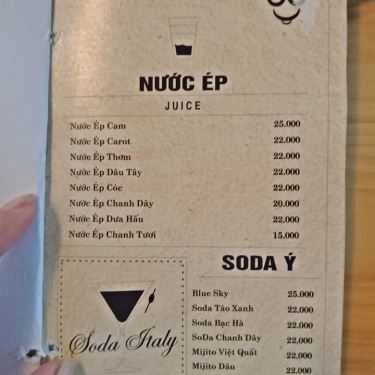 NƯỚC ÉP
JUICE
Nước Ép Cam 25.000
Nước Ép Carót 22.000
Nước Ép Thơm 22.000
Nước Ép Dâu Tây 22.000
Nước Ép Cóc 22.000
Nước Ép Chanh Dây 20.000
Nước Ép Dưa Hấu 22.000
Nước Ép Chanh Tươi 15.000
SODA Ý
Blue Sky 25.000
Soda Táo Xanh 22.000
Soda Bạc Hà 22.000
SoDa Chanh Dây 22.000
Mijito Việt Quất 22.000
Mijito Dâu 22.000
Soda Italy